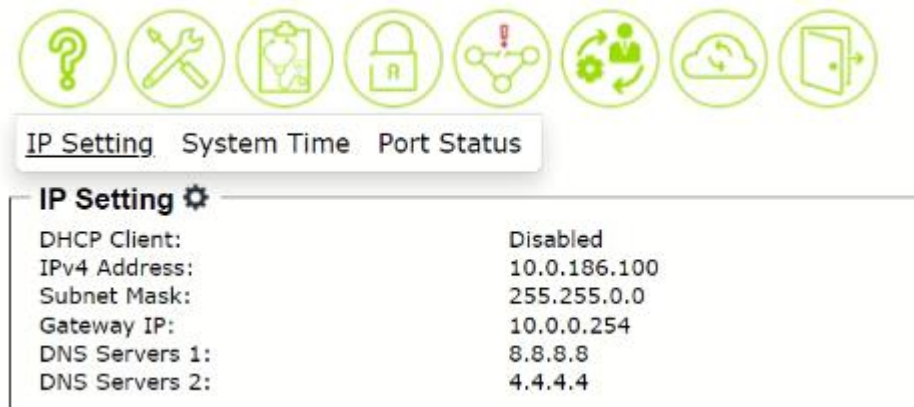 IP Setting System Time Port Status
IP Setting
DHCP Client: Disabled
IPv4 Address: 10.0.186.100
Subnet Mask: 255.255.0.0
Gateway IP: 10.0.0.254
DNS Servers 1: 8.8.8.8
DNS Servers 2: 4.4.4.4